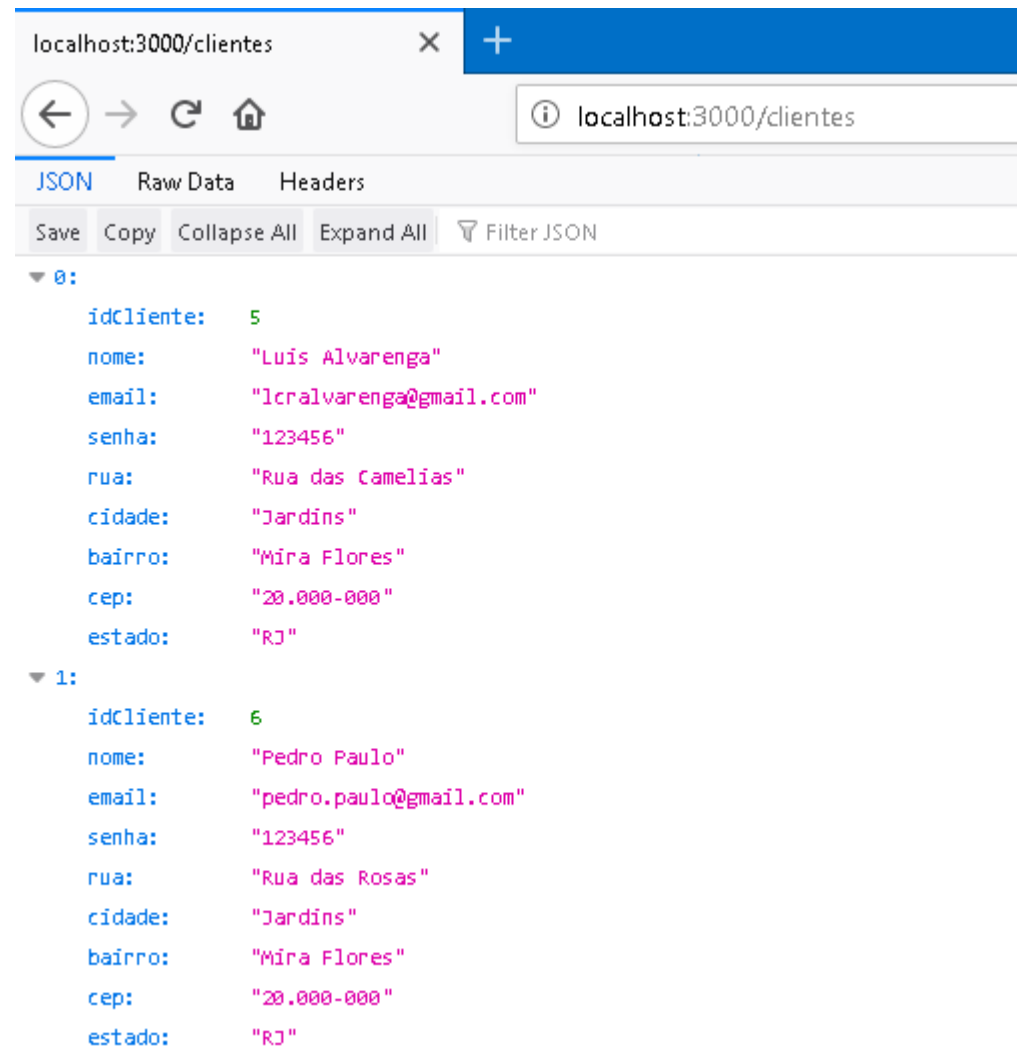 localhost:3000/clientes
localhost:3000/clientes
JSON Raw Data Headers
Save Copy Collapse All Expand All Filter JSON
0:
idCliente: 5
nome: "Luis Alvarenga"
email: "lcralvarenga@gmail.com"
senha: "123456"
rua: "Rua das Camelias"
cidade: "Jardins"
bairro: "Mira Flores"
cep: "20.000-000"
estado: "RJ"
1:
idCliente: 6
nome: "Pedro Paulo"
email: "pedro.paulo@gmail.com"
senha: "123456"
rua: "Rua das Rosas"
cidade: "Jardins"
bairro: "Mira Flores"
cep: "20.000-000"
estado: "RJ"